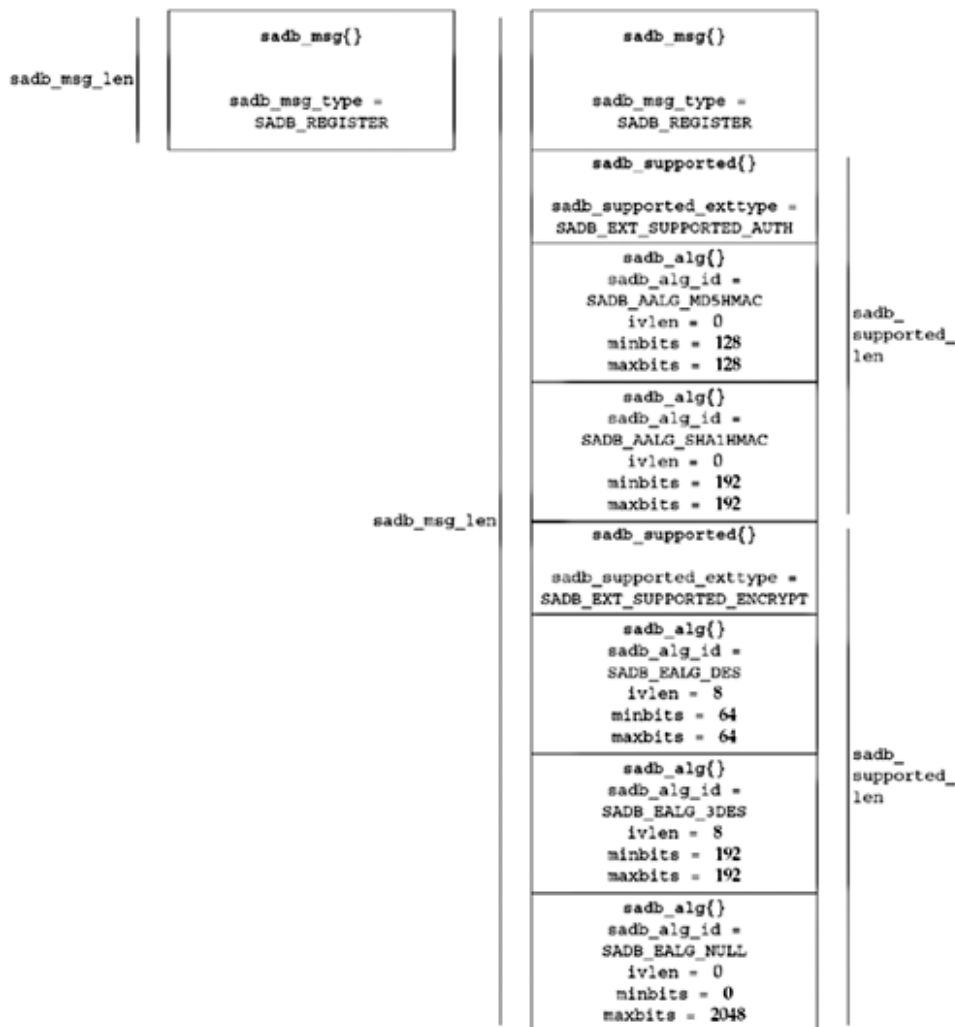 sadb_msg_len
sadb_msg{}
sadb_msg_type =
SADB_REGISTER
sadb_msg_len
sadb_msg{}
sadb_msg_type =
SADB_REGISTER
sadb_supported{}
sadb_supported_exttype =
SADB_EXT_SUPPORTED_AUTH
sadb_alg{}
sadb_alg_id =
SADB_AALG_MD5HMAC
ivlen = 0
minbits = 128
maxbits = 128
sadb_alg{}
sadb_alg_id =
SADB_AALG_SHA1HMAC
ivlen = 0
minbits = 192
maxbits = 192
sadb_
supported_
len
sadb_supported{}
sadb_supported_exttype =
SADB_EXT_SUPPORTED_ENCRYPT
sadb_alg{}
sadb_alg_id =
SADB_EALG_DES
ivlen = 8
minbits = 64
maxbits = 64
sadb_alg{}
sadb_alg_id =
SADB_EALG_3DES
ivlen = 8
minbits = 192
maxbits = 192
sadb_alg{}
sadb_alg_id =
SADB_EALG_NULL
ivlen = 0
minbits = 0
maxbits = 2048
sadb_
supported_
len